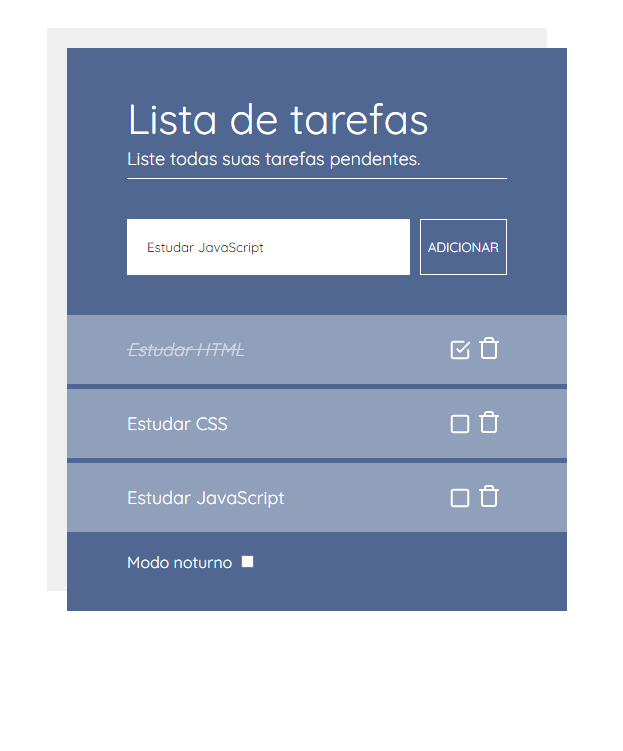 Lista de tarefas
Liste todas suas tarefas pendentes.
Estudar JavaScript
ADICIONAR
Estudar HTML
Estudar CSS
Estudar JavaScript
Modo noturno